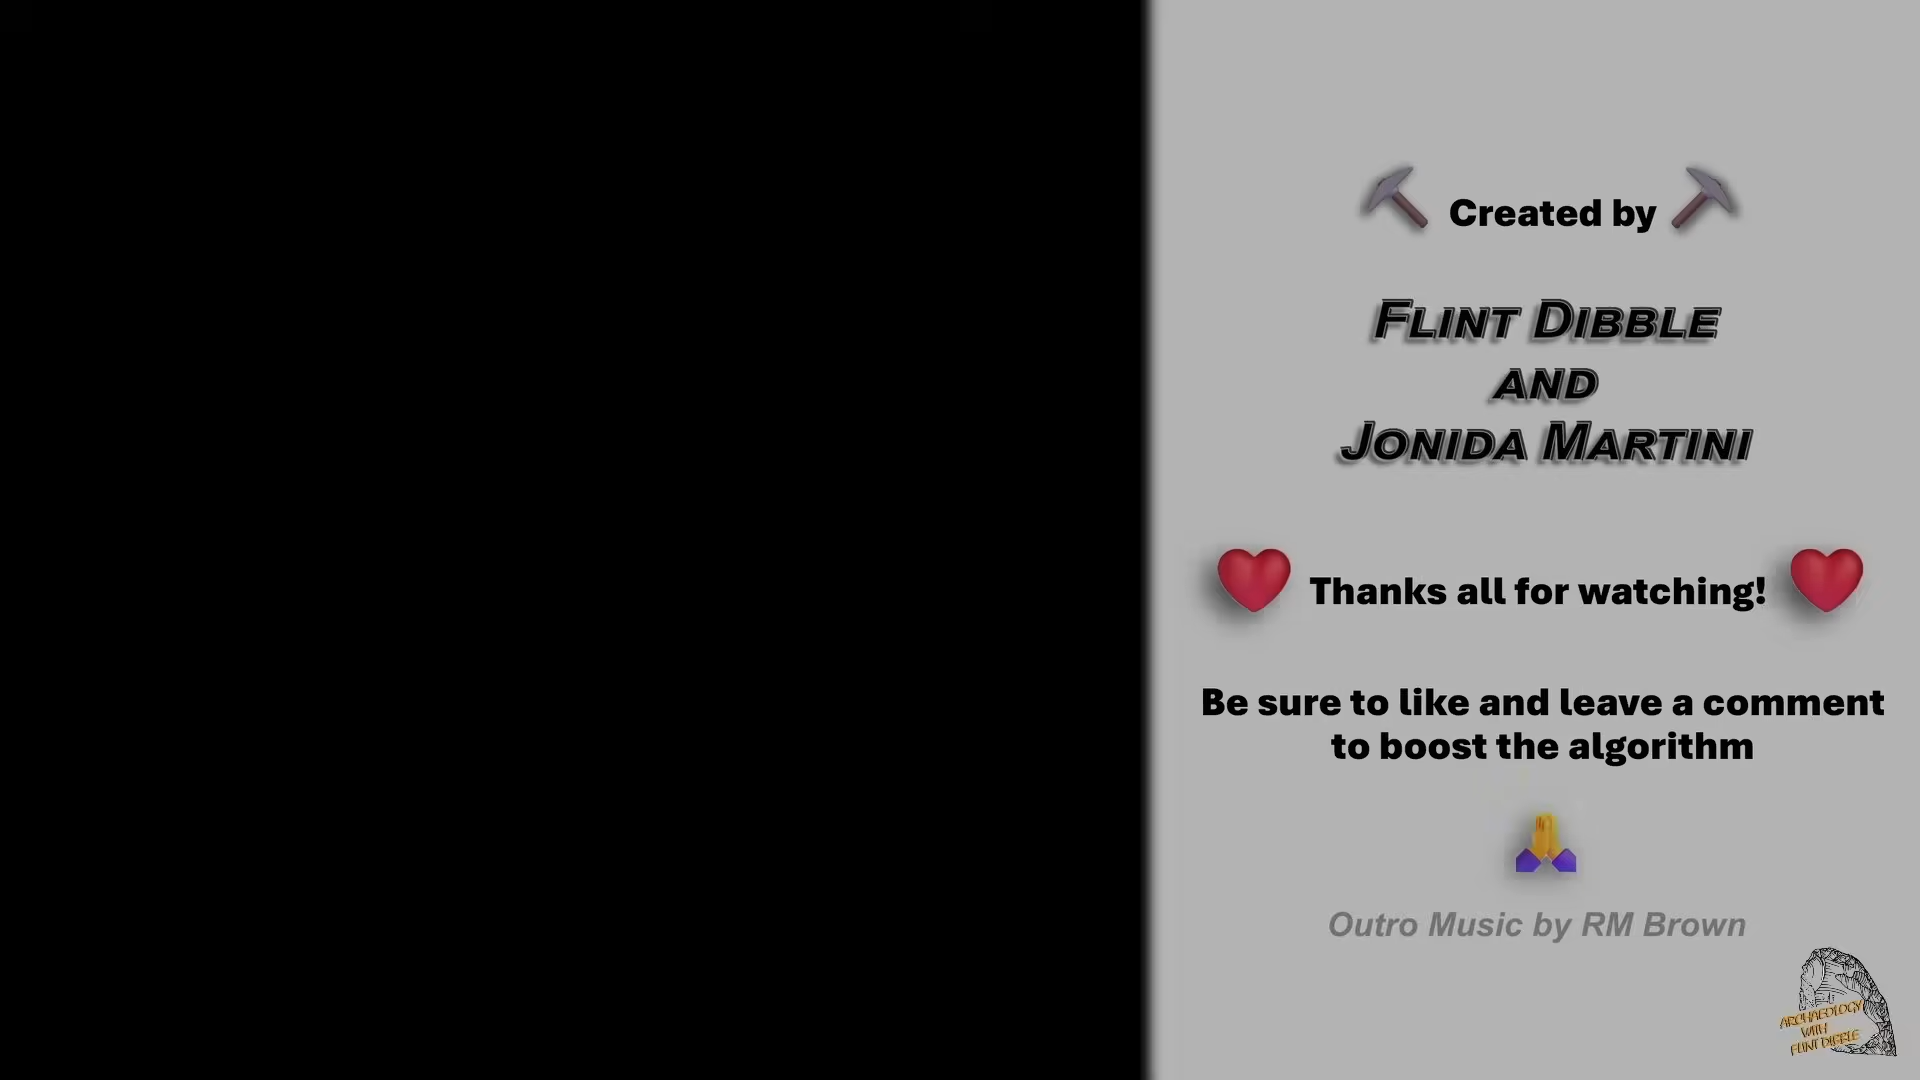 Created by
FLINT DIBBLE
AND
JONIDA MARTINI
Thanks all for watching!
Be sure to like and leave a comment
to boost the algorithm
Outro Music by RM Brown
ARCHAEOLOGY
WITH
FLINT DIBBLE